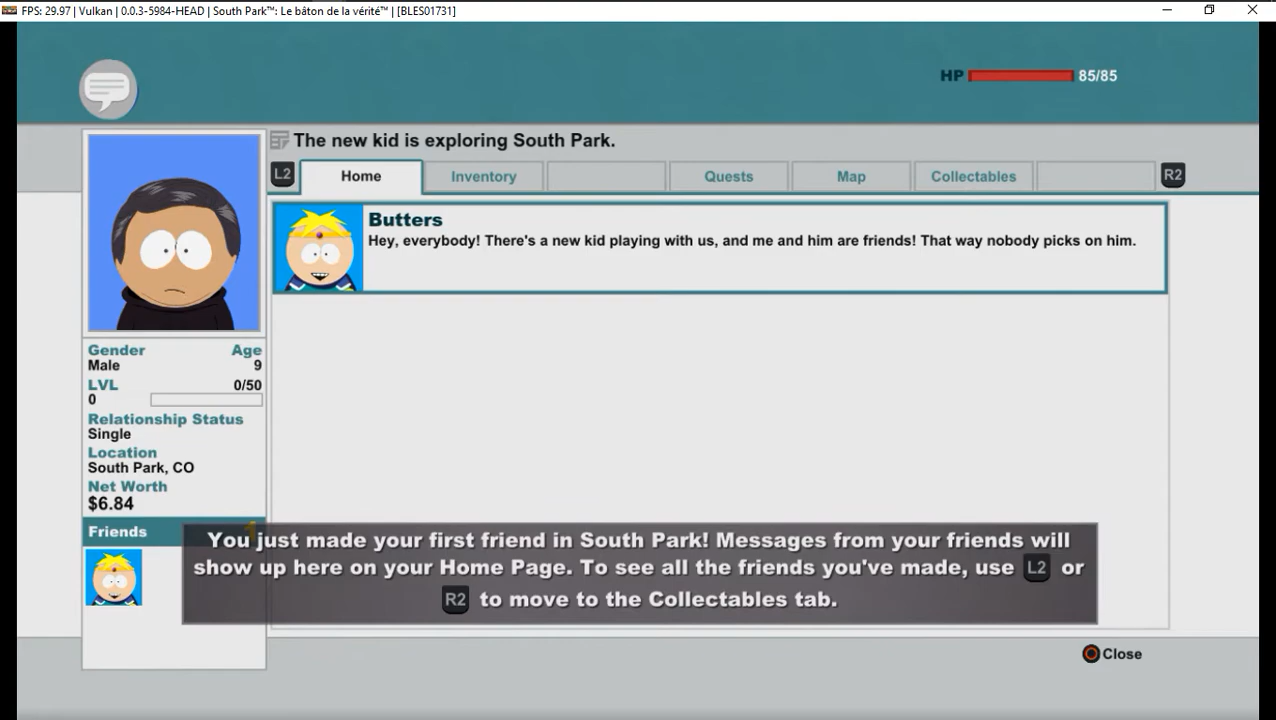 FPS: 29.97 | Vulkan | 0.0.3-5984-HEAD | South Park™: Le bâton de la vérité™ | [BLES01731]
HP 85/85
The new kid is exploring South Park.
L2 Home Inventory Quests Map Collectables R2
Butters
Hey, everybody! There's a new kid playing with us, and me and him are friends! That way nobody picks on him.
Gender Age
Male 9
LVL 0/50
0
Relationship Status
Single
Location
South Park, CO
Net Worth
$6.84
Friends 1
You just made your first friend in South Park! Messages from your friends will
show up here on your Home Page. To see all the friends you've made, use L2 or
R2 to move to the Collectables tab.
Close